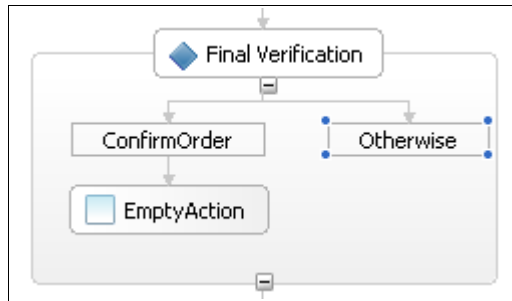 Final Verification
ConfirmOrder
Otherwise
EmptyAction